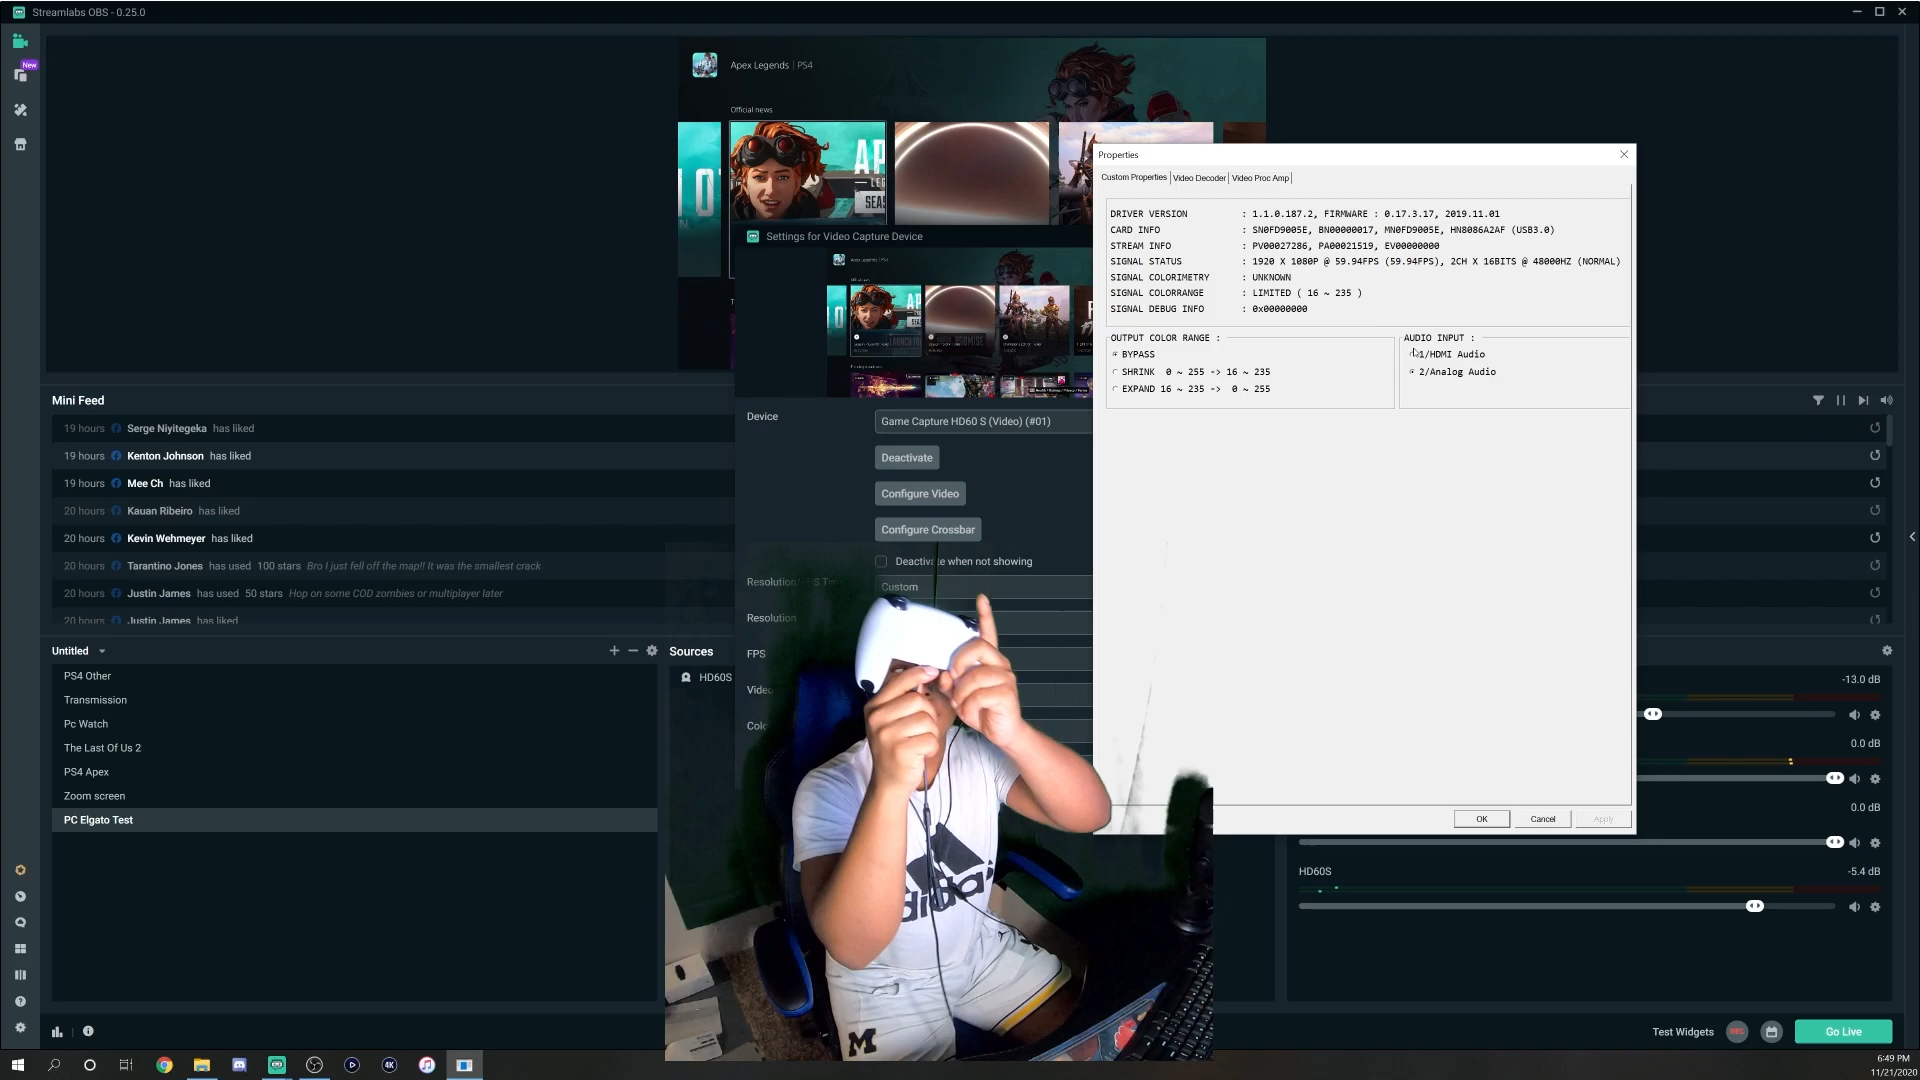 Streamlabs OBS - 0.25.0
New
Apex Legends | PS4
Official news
Properties
Custom Properties
Video Decoder
Video Proc Amp
DRIVER VERSION : 1.1.0.187.2, FIRMWARE : 0.17.3.17, 2019.11.01
CARD INFO : SN0FD9005E, BN00000017, MN0FD9005E, HN8086A2AF (USB3.0)
STREAM INFO : PV00027286, PA00021519, EV00000000
SIGNAL STATUS : 1920 X 1080P @ 59.94FPS (59.94FPS), 2CH X 16BITS @ 48000HZ (NORMAL)
SIGNAL COLORIMETRY : UNKNOWN
SIGNAL COLORRANGE : LIMITED ( 16 ~ 235 )
SIGNAL DEBUG INFO : 0x00000000
OUTPUT COLOR RANGE :
BYPASS
SHRINK 0 ~ 255 -> 16 ~ 235
EXPAND 16 ~ 235 -> 0 ~ 255
AUDIO INPUT :
1/HDMI Audio
2/Analog Audio
OK
Cancel
Apply
Settings for Video Capture Device
Device
Game Capture HD60 S (Video) (#01)
Deactivate
Configure Video
Configure Crossbar
Deactivate when not showing
Custom
Resolution
FPS
Mini Feed
19 hours Serge Niyitegeka has liked
19 hours Kenton Johnson has liked
19 hours Mee Ch has liked
20 hours Kauan Ribeiro has liked
20 hours Kevin Wehmeyer has liked
20 hours Tarantino Jones has used 100 stars Bro I just fell off the map!! It was the smallest crack
20 hours Justin James has used 50 stars Hop on some COD zombies or multiplayer later
20 hours Justin James has liked
Untitled
PS4 Other
Transmission
Pc Watch
The Last Of Us 2
PS4 Apex
Zoom screen
PC Elgato Test
Sources
HD60S
-13.0 dB
0.0 dB
0.0 dB
HD60S
-5.4 dB
adidas
M
Test Widgets
REC
Go Live
4K
6:49 PM
11/21/2020